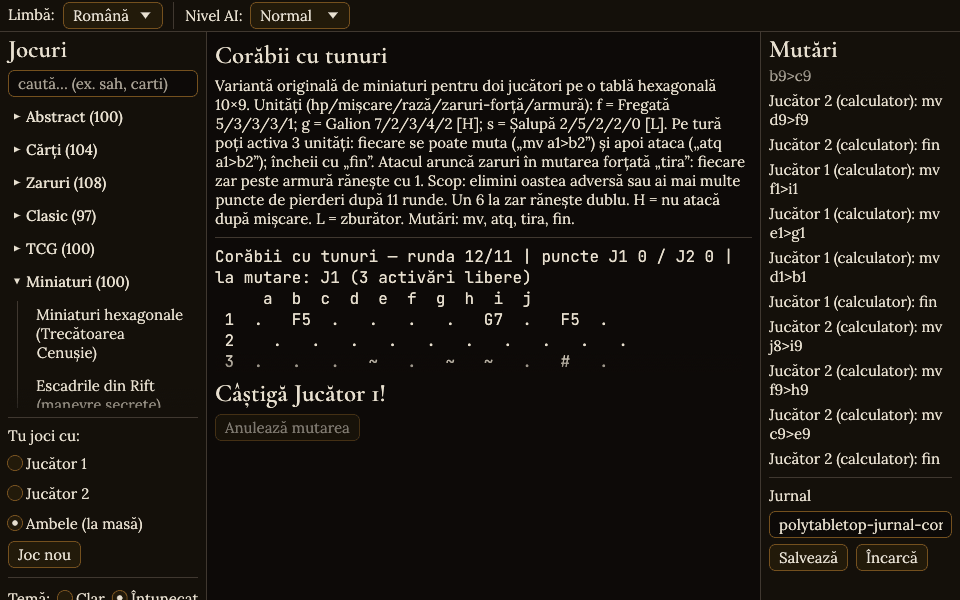 Limbă: Română ▼ Nivel AI: Normal ▼
Jocuri
caută... (ex. sah, carti)
▸ Abstract (100)
▸ Cărți (104)
▸ Zaruri (108)
▸ Clasic (97)
▸ TCG (100)
▾ Miniaturi (100)
Miniaturi hexagonale
(Trecătoarea
Cenușie)
Escadrile din Rift
(manevre secrete)
Tu joci cu:
Jucător 1
Jucător 2
Ambele (la masă)
Joc nou
Temă: Clar Întunecat
Corăbii cu tunuri
Variantă originală de miniaturi pentru doi jucători pe o tablă hexagonală
10×9. Unități (hp/mișcare/rază/zaruri-forță/armură): f = Fregată
5/3/3/3/1; g = Galion 7/2/3/4/2 [H]; s = Șalupă 2/5/2/2/0 [L]. Pe tură
poți activa 3 unități: fiecare se poate muta („mv a1>b2”) și apoi ataca („atq
a1>b2”); încheii cu „fin”. Atacul aruncă zaruri în mutarea forțată „tira”: fiecare
zar peste armură rănește cu 1. Scop: elimini oastea adversă sau ai mai multe
puncte de pierderi după 11 runde. Un 6 la zar rănește dublu. H = nu atacă
după mișcare. L = zburător. Mutări: mv, atq, tira, fin.
Corăbii cu tunuri — runda 12/11 | puncte J1 0 / J2 0 |
la mutare: J1 (3 activări libere)
a b c d e f g h i j
1 . F5 . . . . G7 . F5 .
2 . . . . . . . . . .
3 . . . ~ . ~ ~ . # .
Câștigă Jucător 1!
Anulează mutarea
Mutări
b9>c9
Jucător 2 (calculator): mv
d9>f9
Jucător 2 (calculator): fin
Jucător 1 (calculator): mv
f1>i1
Jucător 1 (calculator): mv
e1>g1
Jucător 1 (calculator): mv
d1>b1
Jucător 1 (calculator): fin
Jucător 2 (calculator): mv
j8>i9
Jucător 2 (calculator): mv
f9>h9
Jucător 2 (calculator): mv
c9>e9
Jucător 2 (calculator): fin
Jurnal
polytabletop-jurnal-cor
Salvează Încarcă